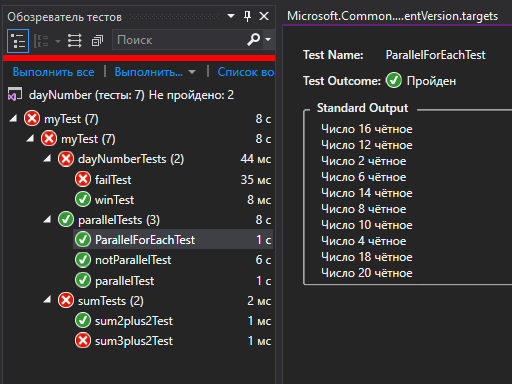 Обозреватель тестов
Поиск
Выполнить все | Выполнить... | Список во
dayNumber (тесты: 7) Не пройдено: 2
myTest (7) 8 с
myTest (7) 8 с
dayNumberTests (2) 44 мс
failTest 35 мс
winTest 8 мс
parallelTests (3) 8 с
ParallelForEachTest 1 с
notParallelTest 6 с
parallelTest 1 с
sumTests (2) 2 мс
sum2plus2Test 1 мс
sum3plus2Test 1 мс
Microsoft.Common....entVersion.targets
Test Name: ParallelForEachTest
Test Outcome: Пройден
Standard Output
Число 16 чётное
Число 12 чётное
Число 2 чётное
Число 6 чётное
Число 14 чётное
Число 8 чётное
Число 10 чётное
Число 4 чётное
Число 18 чётное
Число 20 чётное